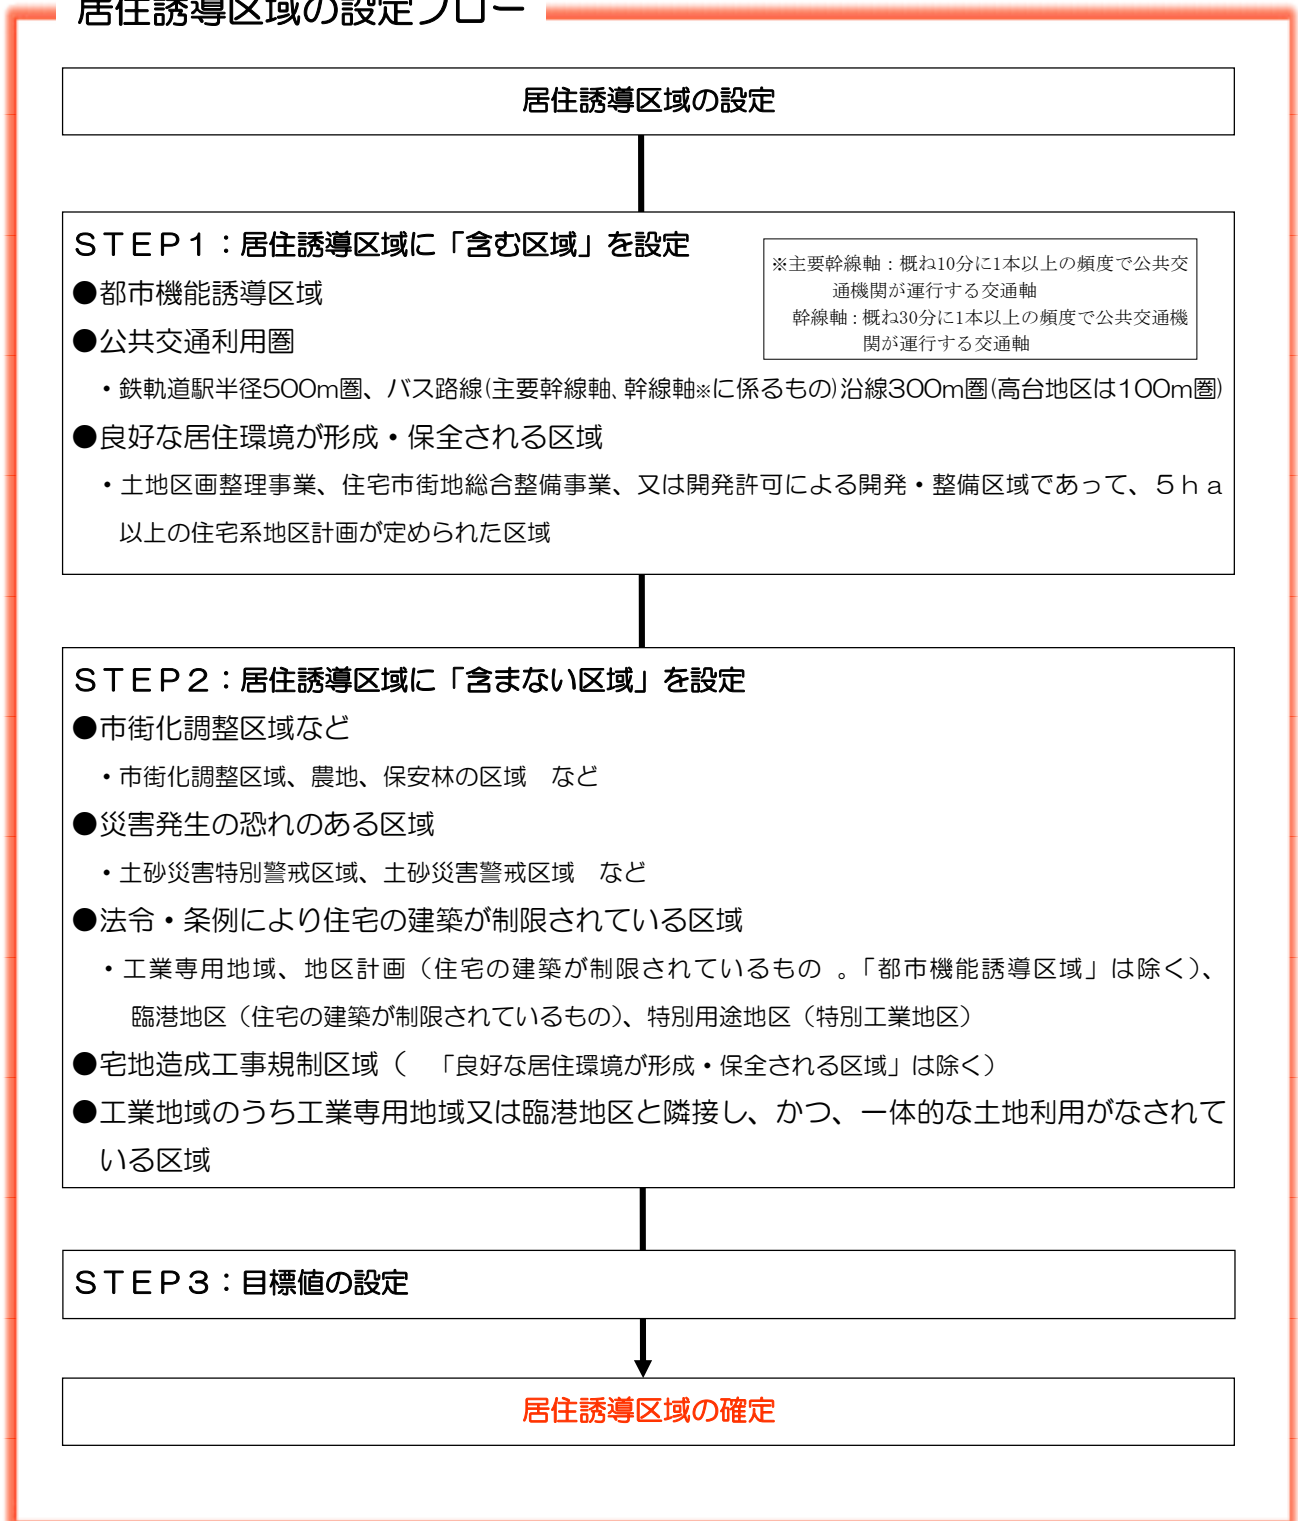 居住誘導区域の設定フロー
居住誘導区域の設定
ＳＴＥＰ１：居住誘導区域に「含む区域」を設定
※主要幹線軸：概ね10分に1本以上の頻度で公共交
通機関が運行する交通軸
幹線軸：概ね30分に1本以上の頻度で公共交通機
関が運行する交通軸
●都市機能誘導区域
●公共交通利用圏
・鉄軌道駅半径500m圏、バス路線(主要幹線軸、幹線軸※に係るもの)沿線300m圏(高台地区は100m圏)
●良好な居住環境が形成・保全される区域
・土地区画整理事業、住宅市街地総合整備事業、又は開発許可による開発・整備区域であって、５ｈａ
以上の住宅系地区計画が定められた区域
ＳＴＥＰ２：居住誘導区域に「含まない区域」を設定
●市街化調整区域など
・市街化調整区域、農地、保安林の区域　など
●災害発生の恐れのある区域
・土砂災害特別警戒区域、土砂災害警戒区域　など
●法令・条例により住宅の建築が制限されている区域
・工業専用地域、地区計画（住宅の建築が制限されているもの 。「都市機能誘導区域」は除く）、
臨港地区（住宅の建築が制限されているもの）、特別用途地区（特別工業地区）
●宅地造成工事規制区域（　「良好な居住環境が形成・保全される区域」は除く）
●工業地域のうち工業専用地域又は臨港地区と隣接し、かつ、一体的な土地利用がなされて
いる区域
ＳＴＥＰ３：目標値の設定
居住誘導区域の確定